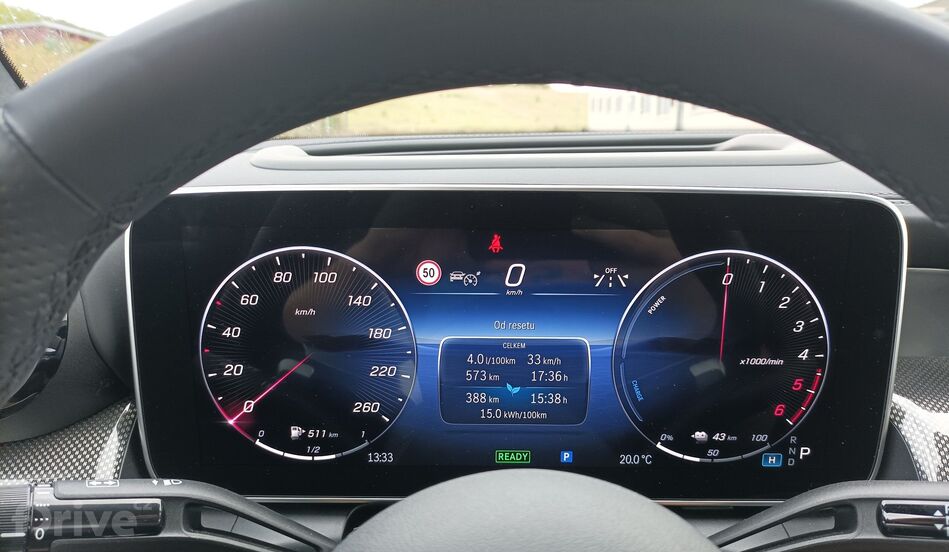 50
0
km/h
OFF
Od resetu
CELKEM
4.0 l/100km 33 km/h
573 km 17:36 h
388 km 15:38 h
15.0 kWh/100km
0 20 40 60 80 100 140 180 220 260
km/h
511 km
0 1/2 1
13:33
READY
P
20.0 °C
POWER
CHARGE
0 1 2 3 4 5 6
x1000/min
43 km
0% 50 100
H
R
N
D
P
0
fDrive.cz